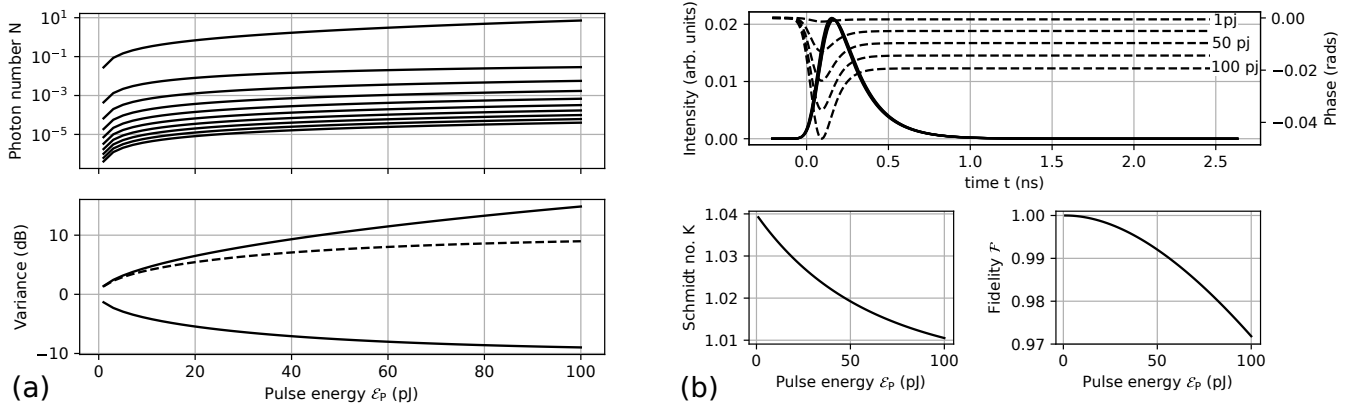 Photon number N
10¹
10⁻¹
10⁻³
10⁻⁵
Variance (dB)
10
0
−10
0
20
40
60
80
100
Pulse energy ℰ_P (pJ)
(a)
Intensity (arb. units)
0.02
0.01
0.00
1pj
50 pj
100 pj
0.00
−0.02
−0.04
Phase (rads)
0.0
0.5
1.0
1.5
2.0
2.5
time t (ns)
Schmidt no. K
1.04
1.03
1.02
1.01
0
50
100
Pulse energy ℰ_P (pJ)
Fidelity ℱ
1.00
0.99
0.98
0.97
0
50
100
Pulse energy ℰ_P (pJ)
(b)